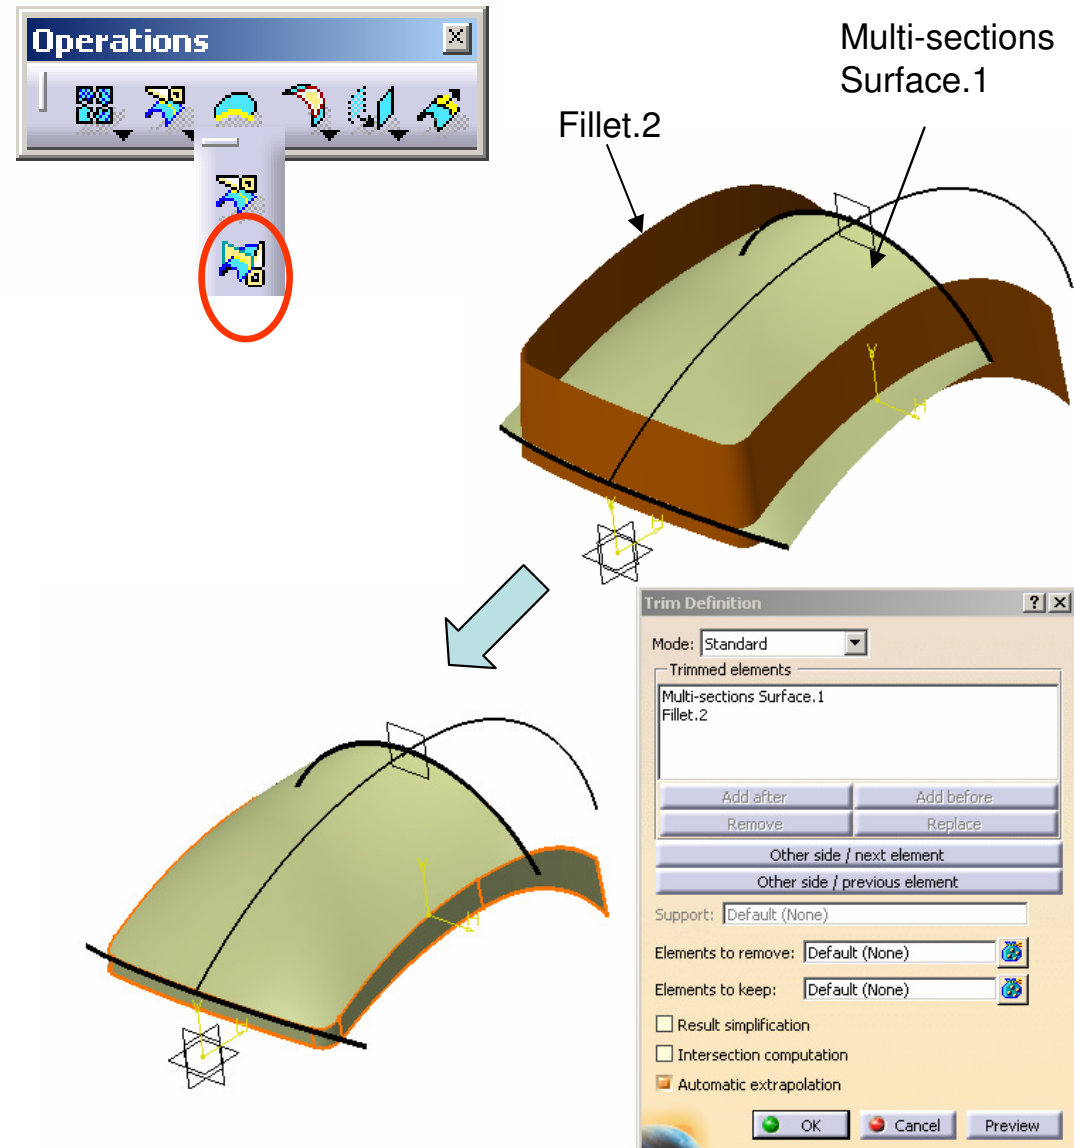 Operations
Multi-sections
Surface.1
Fillet.2
Y
H
Y
H
Trim Definition
Mode: Standard
Trimmed elements
Multi-sections Surface.1
Fillet.2
Add after
Add before
Remove
Replace
Other side / next element
Other side / previous element
Support: Default (None)
Elements to remove: Default (None)
Elements to keep: Default (None)
Result simplification
Intersection computation
Automatic extrapolation
OK
Cancel
Preview
Y
H
Y
H